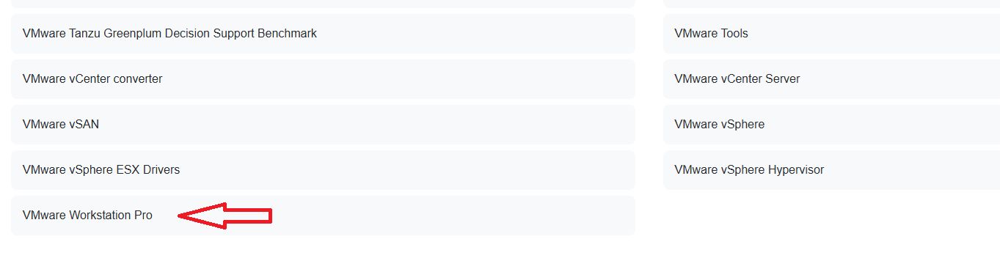 VMware Tanzu Greenplum Decision Support Benchmark
VMware Tools
VMware vCenter converter
VMware vCenter Server
VMware vSAN
VMware vSphere
VMware vSphere ESX Drivers
VMware vSphere Hypervisor
VMware Workstation Pro